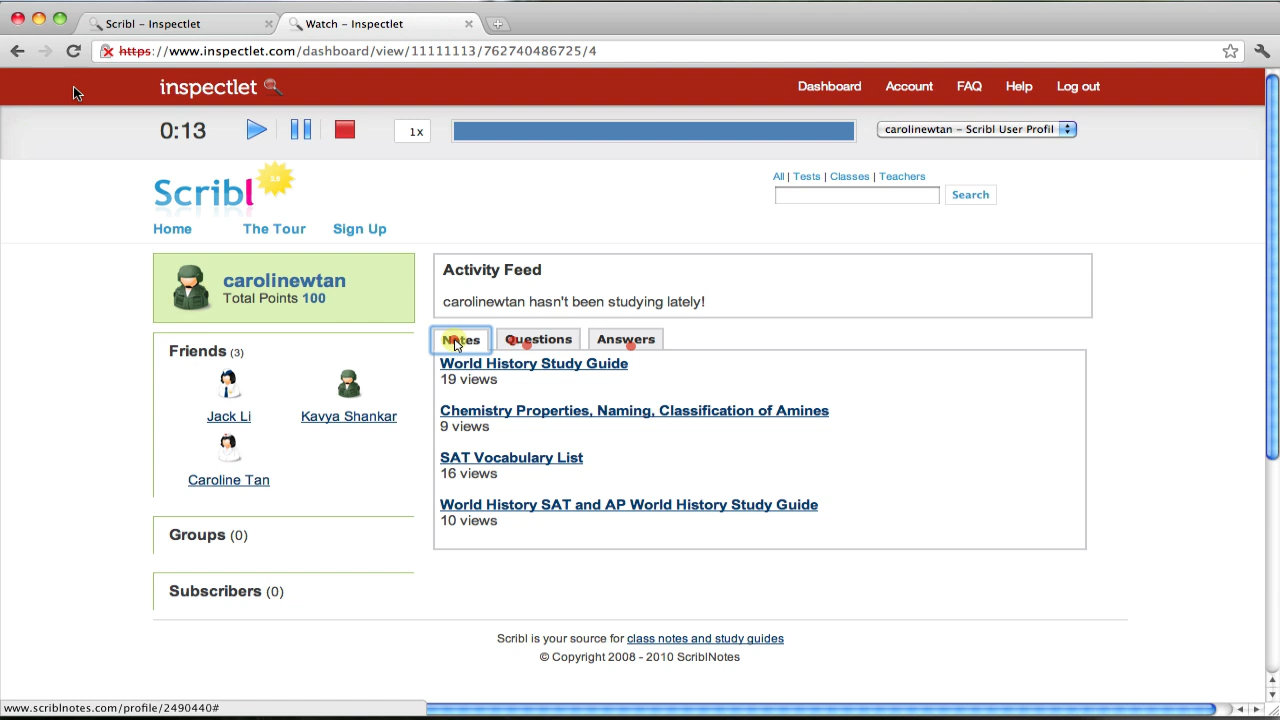 Scribl – Inspectlet
Watch – Inspectlet
https://www.inspectlet.com/dashboard/view/11111113/762740486725/4
inspectlet
Dashboard Account FAQ Help Log out
0:13
1x
carolinewtan – Scribl User Profil
Scribl
All | Tests | Classes | Teachers
Search
Home The Tour Sign Up
carolinewtan
Total Points 100
Activity Feed
carolinewtan hasn't been studying lately!
Friends (3)
Jack Li
Kavya Shankar
Caroline Tan
Groups (0)
Subscribers (0)
Notes Questions Answers
World History Study Guide
19 views
Chemistry Properties, Naming, Classification of Amines
9 views
SAT Vocabulary List
16 views
World History SAT and AP World History Study Guide
10 views
Scribl is your source for class notes and study guides
© Copyright 2008 - 2010 ScriblNotes
www.scriblnotes.com/profile/2490440#